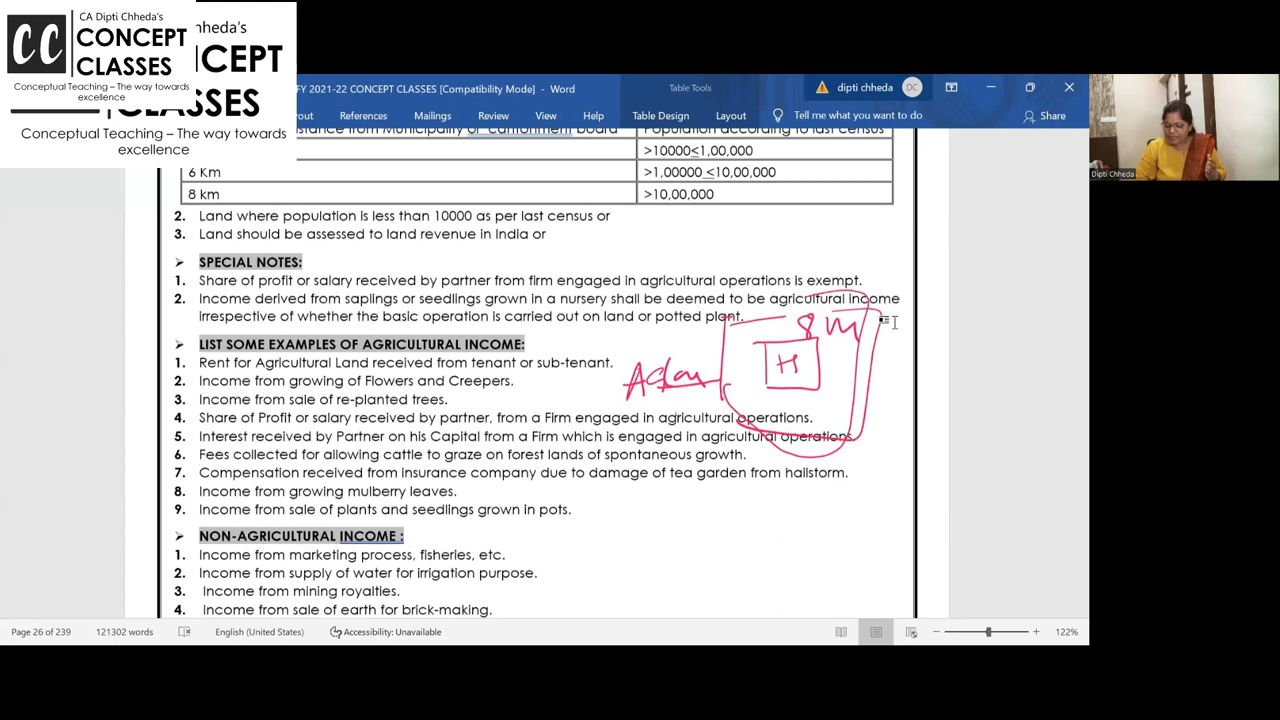 CA Dipti Chheda's
CONCEPT
CLASSES
Conceptual Teaching – The way towards
excellence
hheda's
NCEPT
CLASSES
Conceptual Teaching – The way towards
excellence
FY 2021-22 CONCEPT CLASSES [Compatibility Mode] - Word
Table Tools
dipti chheda
DC
References Mailings Review View Help Table Design Layout Tell me what you want to do Share
Dipti Chheda
istance from Municipality or Cantonment board Population according to last census
>10000≤1,00,000
6 Km >1,00000 ≤10,00,000
8 km >10,00,000
2. Land where population is less than 10000 as per last census or
3. Land should be assessed to land revenue in India or
➢ SPECIAL NOTES:
1. Share of profit or salary received by partner from firm engaged in agricultural operations is exempt.
2. Income derived from saplings or seedlings grown in a nursery shall be deemed to be agricultural income
irrespective of whether the basic operation is carried out on land or potted plant.
8 M
H
➢ LIST SOME EXAMPLES OF AGRICULTURAL INCOME:
1. Rent for Agricultural Land received from tenant or sub-tenant.
2. Income from growing of Flowers and Creepers.
3. Income from sale of re-planted trees.
4. Share of Profit or salary received by partner, from a Firm engaged in agricultural operations.
5. Interest received by Partner on his Capital from a Firm which is engaged in agricultural operations.
6. Fees collected for allowing cattle to graze on forest lands of spontaneous growth.
7. Compensation received from insurance company due to damage of tea garden from hailstorm.
8. Income from growing mulberry leaves.
9. Income from sale of plants and seedlings grown in pots.
➢ NON-AGRICULTURAL INCOME :
1. Income from marketing process, fisheries, etc.
2. Income from supply of water for irrigation purpose.
3. Income from mining royalties.
4. Income from sale of earth for brick-making.
Page 26 of 239 121302 words English (United States) Accessibility: Unavailable 122%